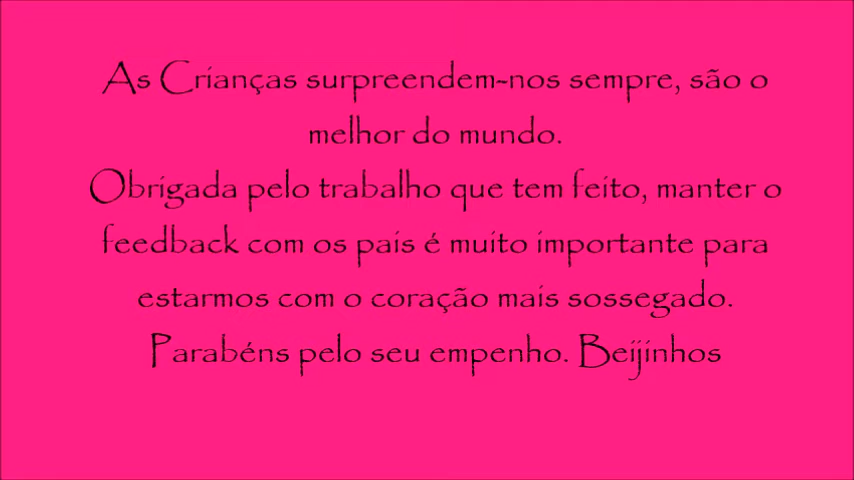 As Crianças surpreendem-nos sempre, são o
melhor do mundo.
Obrigada pelo trabalho que tem feito, manter o
feedback com os pais é muito importante para
estarmos com o coração mais sossegado.
Parabéns pelo seu empenho. Beijinhos